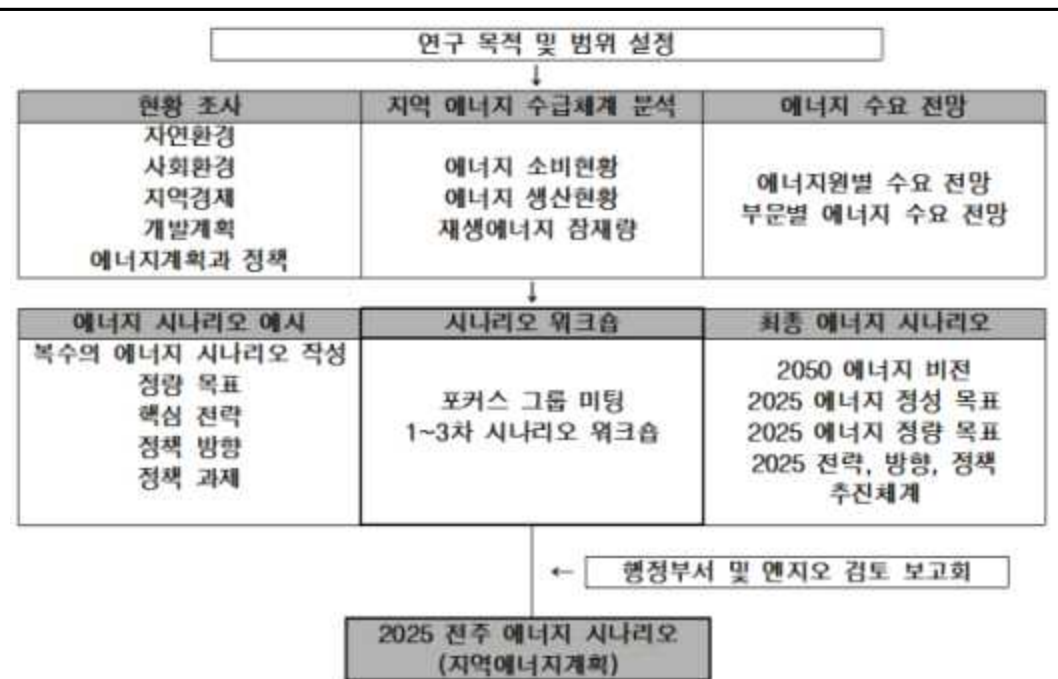 연구 목적 및 범위 설정
↓
현황 조사
자연환경
사회환경
지역경제
개발계획
에너지계획과 정책
지역 에너지 수급체계 분석
에너지 소비현황
에너지 생산현황
재생에너지 잠재량
에너지 수요 전망
에너지원별 수요 전망
부문별 에너지 수요 전망
↓
에너지 시나리오 예시
복수의 에너지 시나리오 작성
정량 목표
핵심 전략
정책 방향
정책 과제
시나리오 워크숍
포커스 그룹 미팅
1~3차 시나리오 워크숍
최종 에너지 시나리오
2050 에너지 비전
2025 에너지 정성 목표
2025 에너지 정량 목표
2025 전략, 방향, 정책
추진체계
← 행정부서 및 엔지오 검토 보고회
2025 전주 에너지 시나리오
(지역에너지계획)